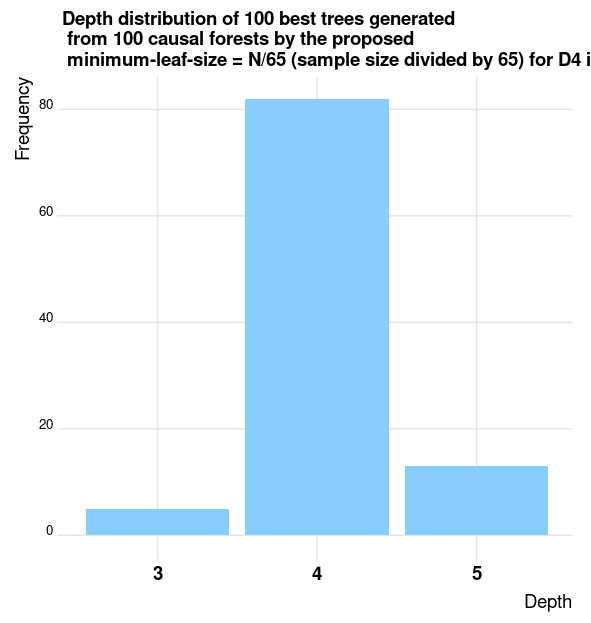 Depth distribution of 100 best trees generated
from 100 causal forests by the proposed
minimum-leaf-size = N/65 (sample size divided by 65) for D4 i
Frequency
80
60
40
20
0
3 4 5
Depth